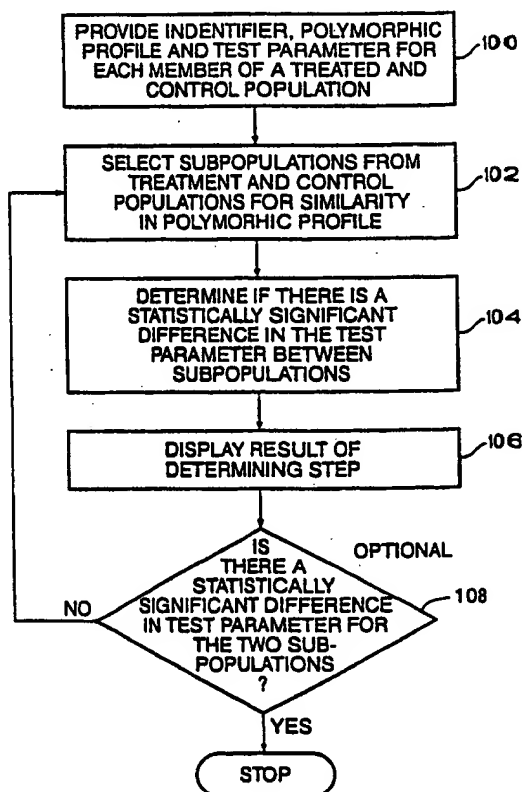 PROVIDE INDENTIFIER, POLYMORPHIC
PROFILE AND TEST PARAMETER FOR
EACH MEMBER OF A TREATED AND
CONTROL POPULATION
100
SELECT SUBPOPULATIONS FROM
TREATMENT AND CONTROL
POPULATIONS FOR SIMILARITY
IN POLYMORHIC PROFILE
102
DETERMINE IF THERE IS A
STATISTICALLY SIGNIFICANT
DIFFERENCE IN THE TEST
PARAMETER BETWEEN
SUBPOPULATIONS
104
DISPLAY RESULT OF
DETERMINING STEP
106
OPTIONAL
IS
THERE A
STATISTICALLY
SIGNIFICANT DIFFERENCE
IN TEST PARAMETER FOR
THE TWO SUB-
POPULATIONS
?
108
NO
YES
STOP